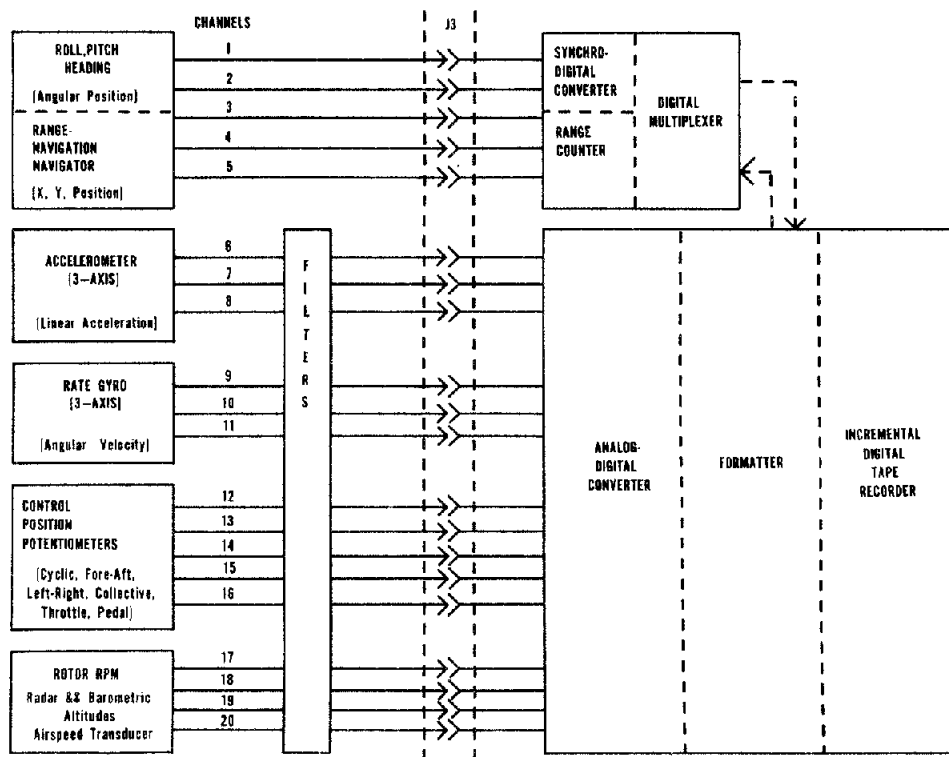 CHANNELS
J3
ROLL,PITCH
HEADING
(Angular Position)
RANGE-
NAVIGATION
NAVIGATOR
(X, Y, Position)
1
2
3
4
5
SYNCHRO-
DIGITAL
CONVERTER
RANGE
COUNTER
DIGITAL
MULTIPLEXER
ACCELEROMETER
(3-AXIS)
(Linear Acceleration)
6
7
8
RATE GYRO
(3-AXIS)
(Angular Velocity)
9
10
11
CONTROL
POSITION
POTENTIOMETERS
(Cyclic, Fore-Aft,
Left-Right, Collective,
Throttle, Pedal)
12
13
14
15
16
ROTOR RPM
Radar && Barometric
Altitudes
Airspeed Transducer
17
18
19
20
FILTERS
ANALOG-
DIGITAL
CONVERTER
FORMATTER
INCREMENTAL
DIGITAL
TAPE
RECORDER